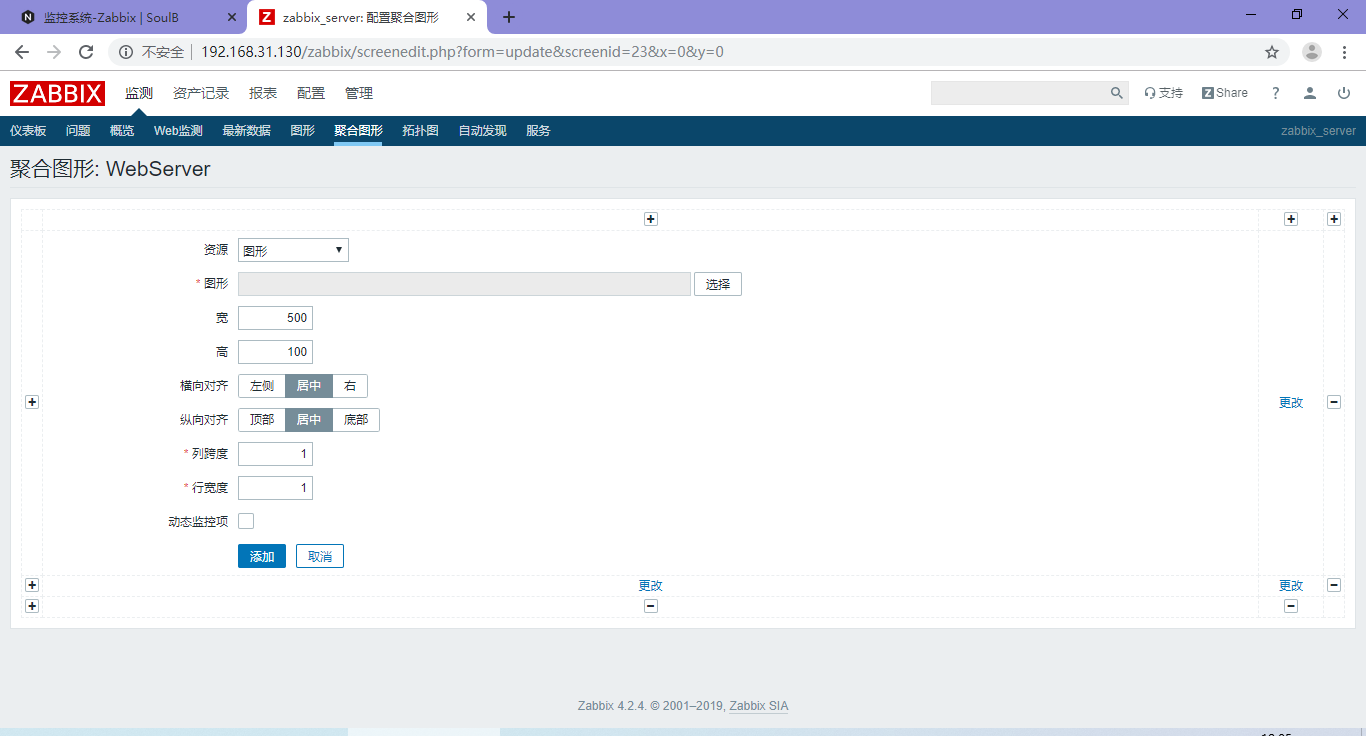 监控系统-Zabbix | SoulB
zabbix_server: 配置聚合图形
不安全 192.168.31.130/zabbix/screenedit.php?form=update&screenid=23&x=0&y=0
ZABBIX 监测 资产记录 报表 配置 管理 支持 Z Share ?
仪表板 问题 概览 Web监测 最新数据 图形 聚合图形 拓扑图 自动发现 服务 zabbix_server
聚合图形: WebServer
资源 图形
* 图形 选择
宽 500
高 100
横向对齐 左侧 居中 右
更改
纵向对齐 顶部 居中 底部
* 列跨度 1
* 行宽度 1
动态监控项
添加 取消
更改 更改
Zabbix 4.2.4. © 2001–2019, Zabbix SIA